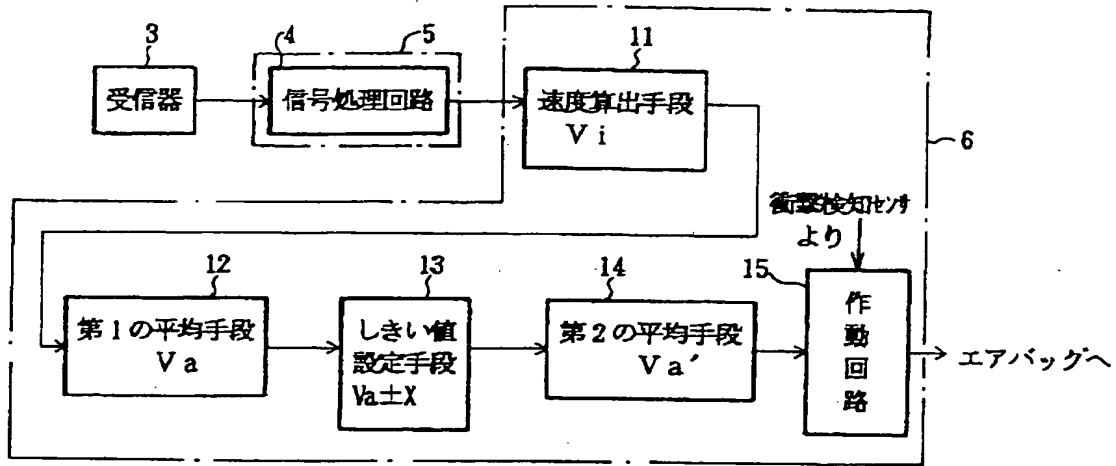 3
受信器
4
信号処理回路
5
11
速度算出手段
Vi
6
衝撃検知センサ
より
12
第1の平均手段
Va
13
しきい値
設定手段
Va±X
14
第2の平均手段
Va′
15
作
動
回
路
エアバッグへ